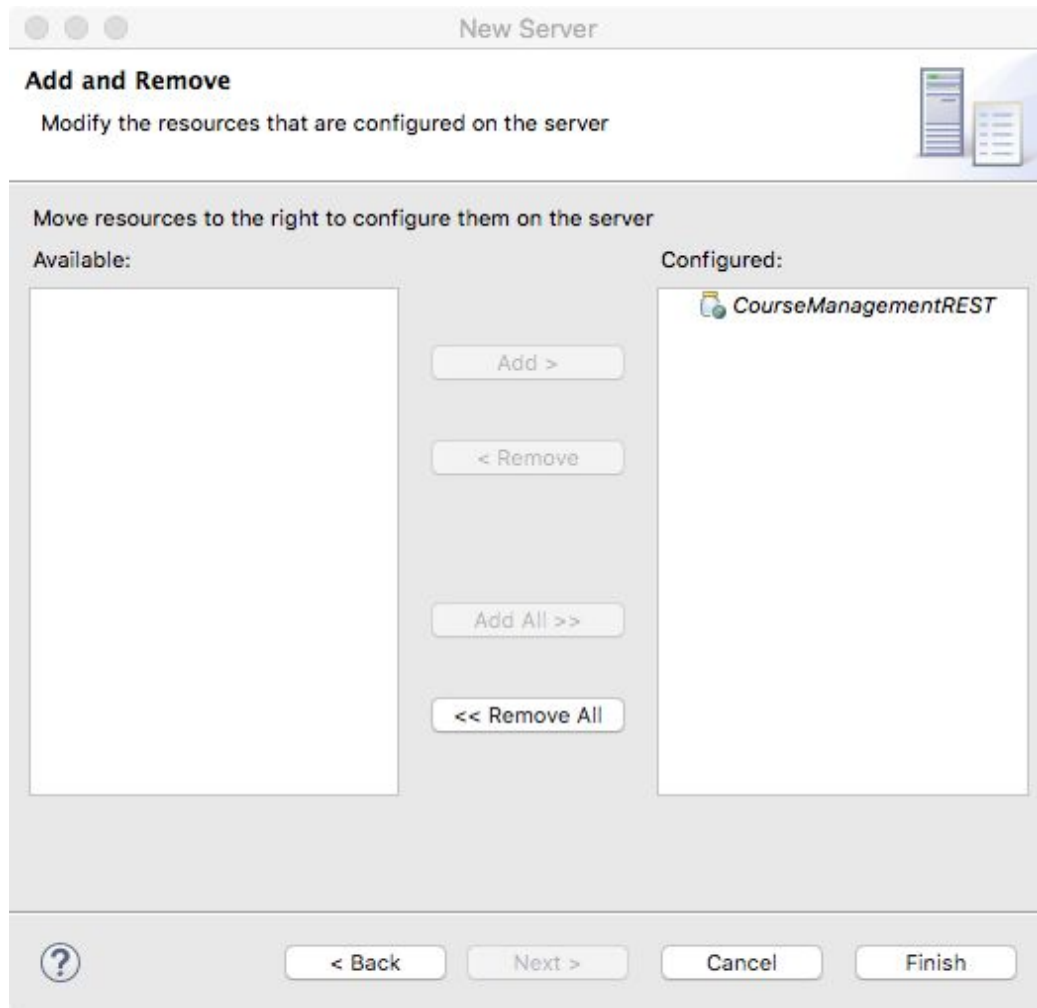 New Server
Add and Remove
Modify the resources that are configured on the server
Move resources to the right to configure them on the server
Available:
Configured:
CourseManagementREST
Add >
< Remove
Add All >>
<< Remove All
?
< Back
Next >
Cancel
Finish